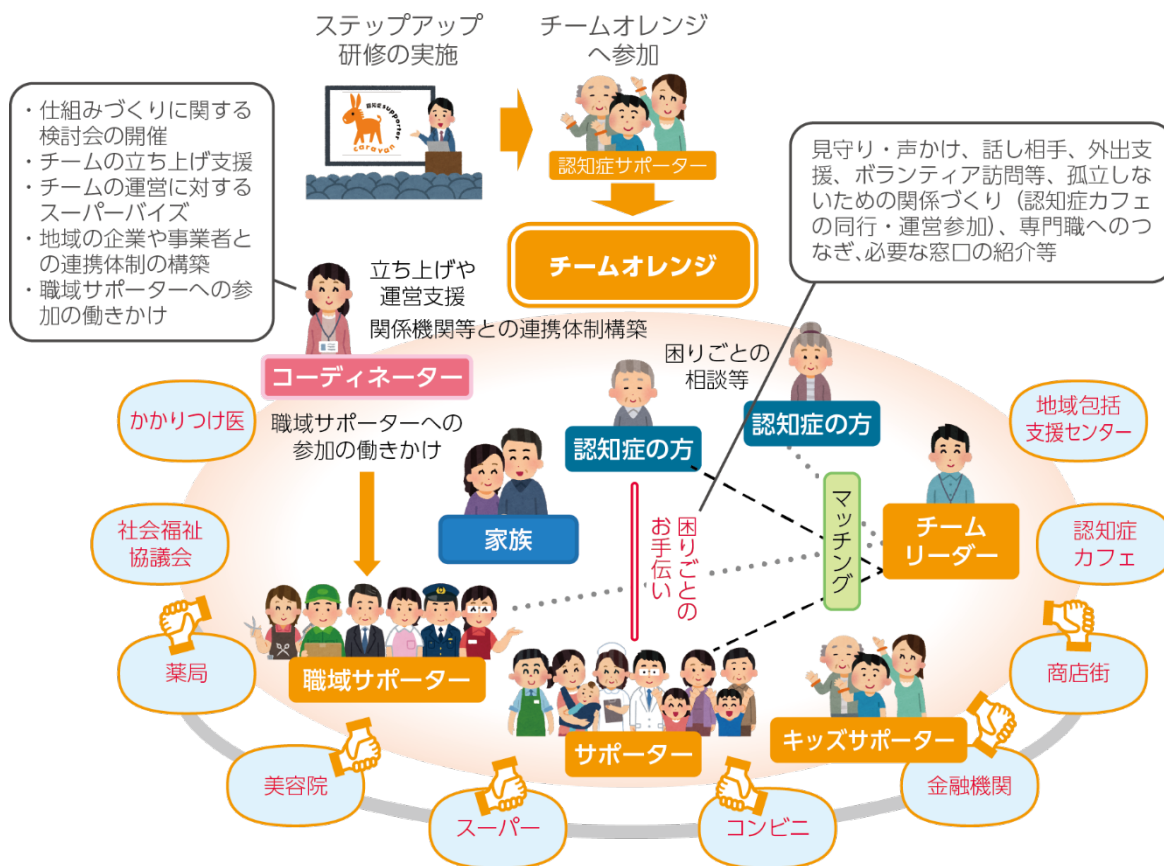 ステップアップ
研修の実施
チームオレンジ
へ参加
認知症supporter
caravan
認知症サポーター
・仕組みづくりに関する
検討会の開催
・チームの立ち上げ支援
・チームの運営に対する
スーパーバイズ
・地域の企業や事業者と
の連携体制の構築
・職域サポーターへの参
加の働きかけ
見守り・声かけ、話し相手、外出支
援、ボランティア訪問等、孤立しな
いための関係づくり（認知症カフェ
の同行・運営参加）、専門職へのつ
なぎ、必要な窓口の紹介等
チームオレンジ
立ち上げや
運営支援
関係機関等との連携体制構築
コーディネーター
困りごとの
相談等
かかりつけ医
職域サポーターへの
参加の働きかけ
認知症の方
認知症の方
地域包括
支援センター
家族
困りごとの
お手伝い
マッチング
チーム
リーダー
社会福祉
協議会
認知症
カフェ
薬局
職域サポーター
サポーター
キッズサポーター
商店街
美容院
スーパー
コンビニ
金融機関